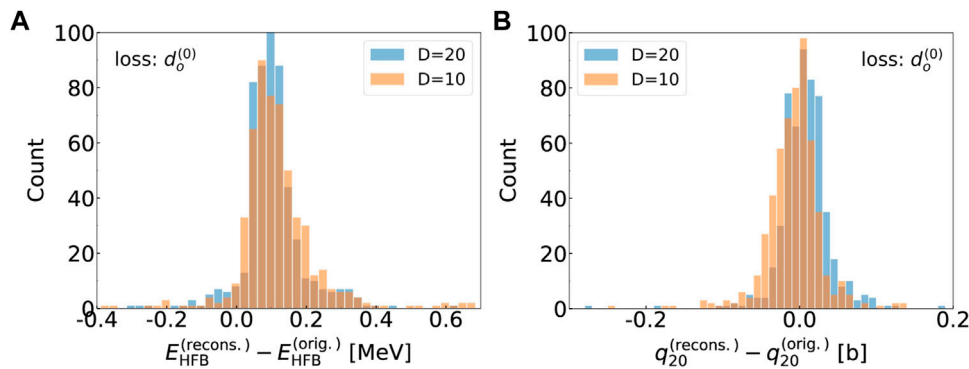 A
loss: d_o^(0)
D=20
D=10
Count
100
80
60
40
20
0
-0.4 -0.2 0.0 0.2 0.4 0.6
E_HFB^(recons.) − E_HFB^(orig.) [MeV]
B
D=20
D=10
loss: d_o^(0)
Count
100
80
60
40
20
0
-0.2 0.0 0.2
q_20^(recons.) − q_20^(orig.) [b]